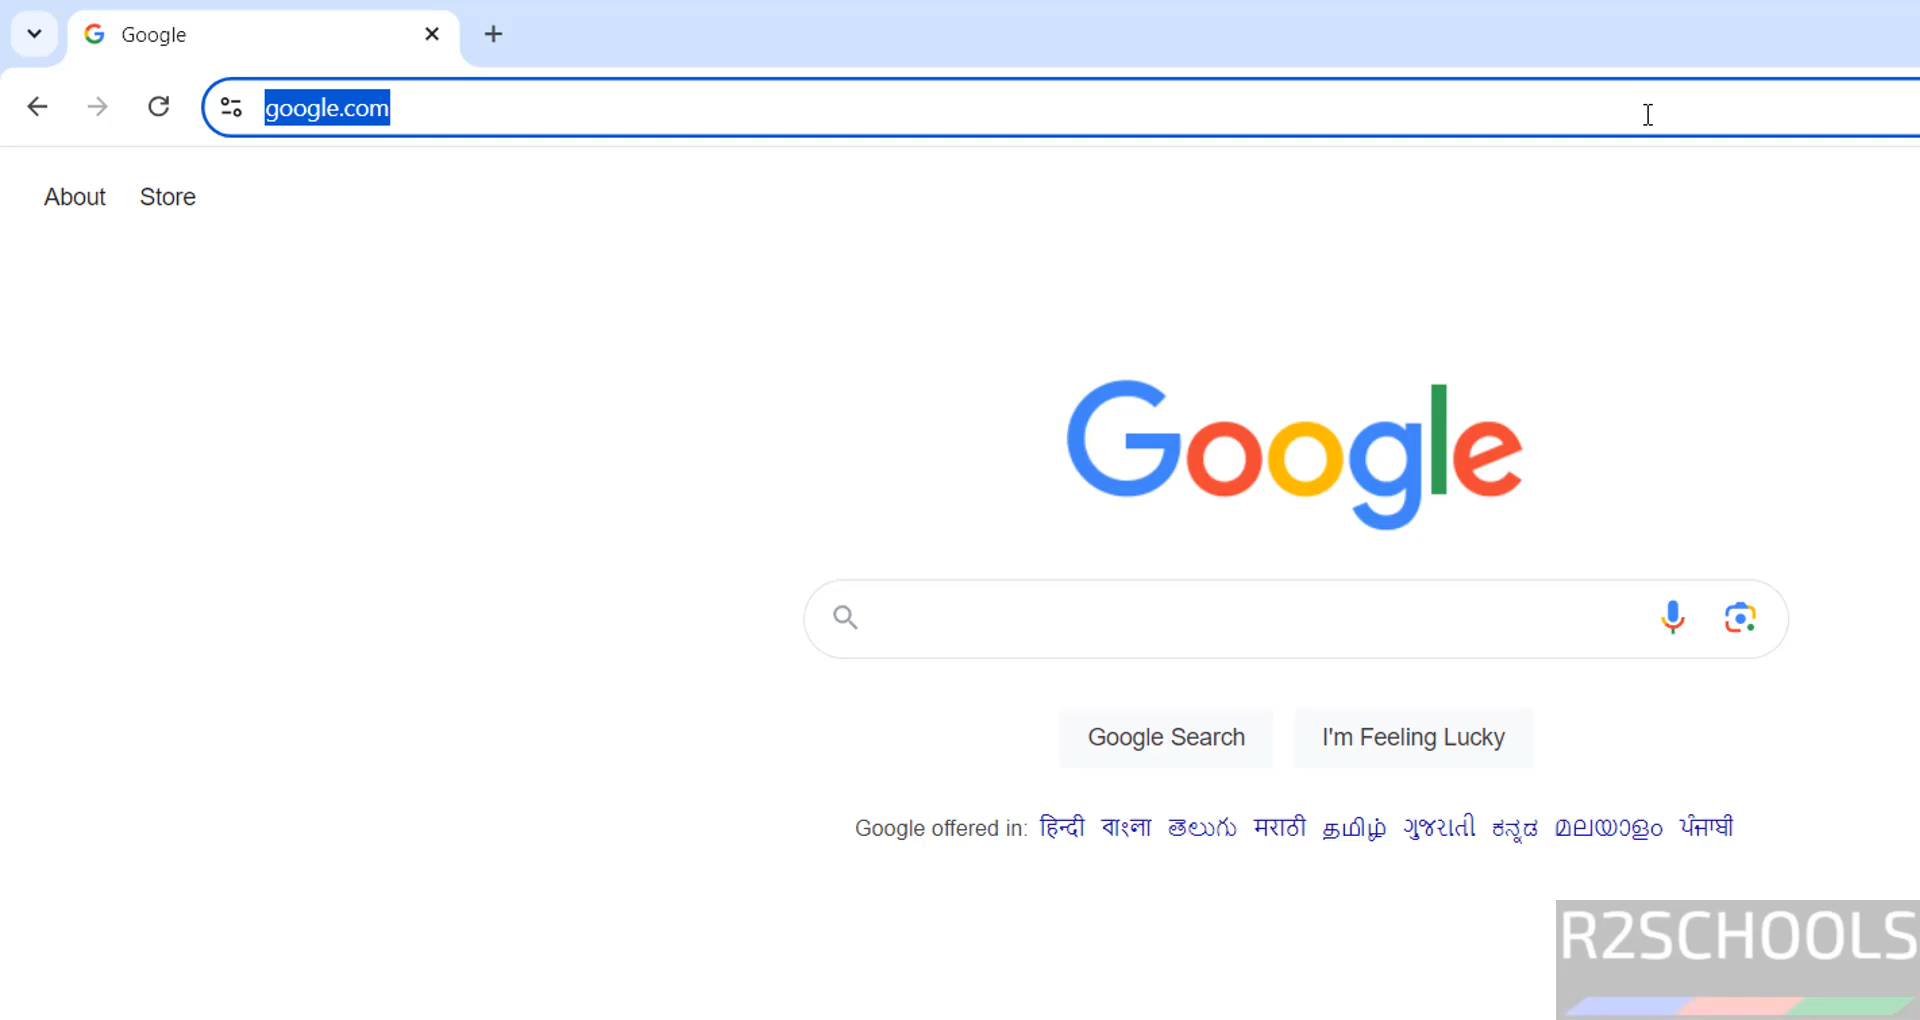 Google
google.com
About Store
Google
Google Search I'm Feeling Lucky
Google offered in: हिन्दी বাংলা తెలుగు मराठी தமிழ் ગુજરાતી ಕನ್ನಡ മലയാളം ਪੰਜਾਬੀ
R2SCHOOLS